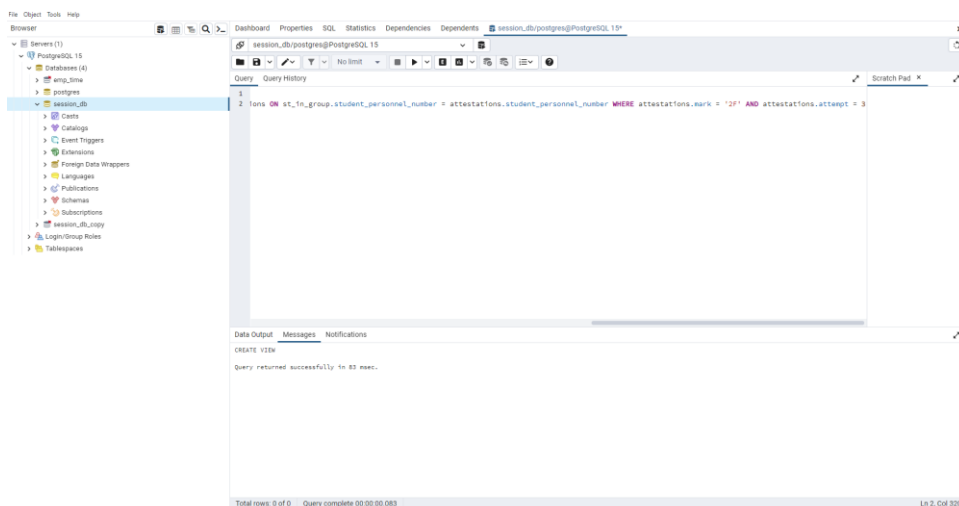 File Object Tools Help
Browser
Dashboard Properties SQL Statistics Dependencies Dependents session_db/postgres@PostgreSQL 15*
Servers (1)
PostgreSQL 15
Databases (4)
emp_time
postgres
session_db
Casts
Catalogs
Event Triggers
Extensions
Foreign Data Wrappers
Languages
Publications
Schemas
Subscriptions
session_db_copy
Login/Group Roles
Tablespaces
session_db/postgres@PostgreSQL 15
No limit
Query Query History
Scratch Pad
1
2 ions ON st_in_group.student_personnel_number = attestations.student_personnel_number WHERE attestations.mark = '2F' AND attestations.attempt = 3
Data Output Messages Notifications
CREATE VIEW
Query returned successfully in 83 msec.
Total rows: 0 of 0 Query complete 00:00:00.083
Ln 2, Col 320